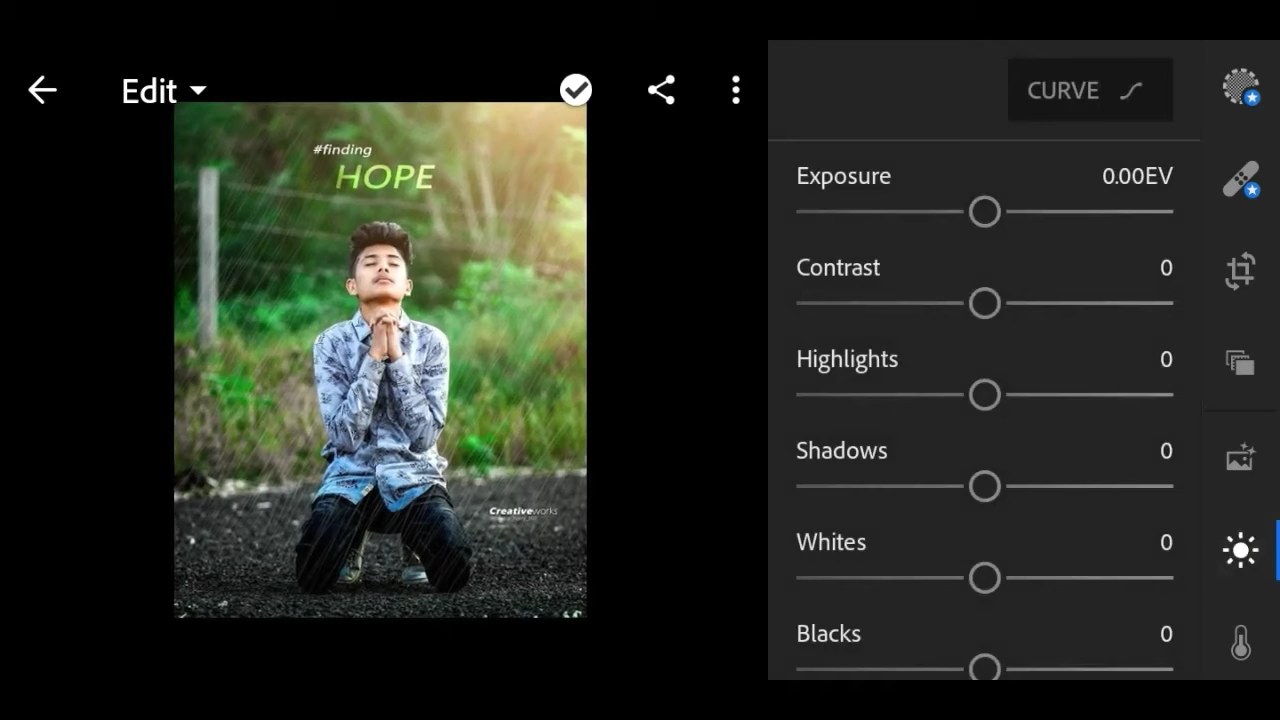 Edit
CURVE
#finding
HOPE
Creativeworks
Exposure 0.00EV
Contrast 0
Highlights 0
Shadows 0
Whites 0
Blacks 0